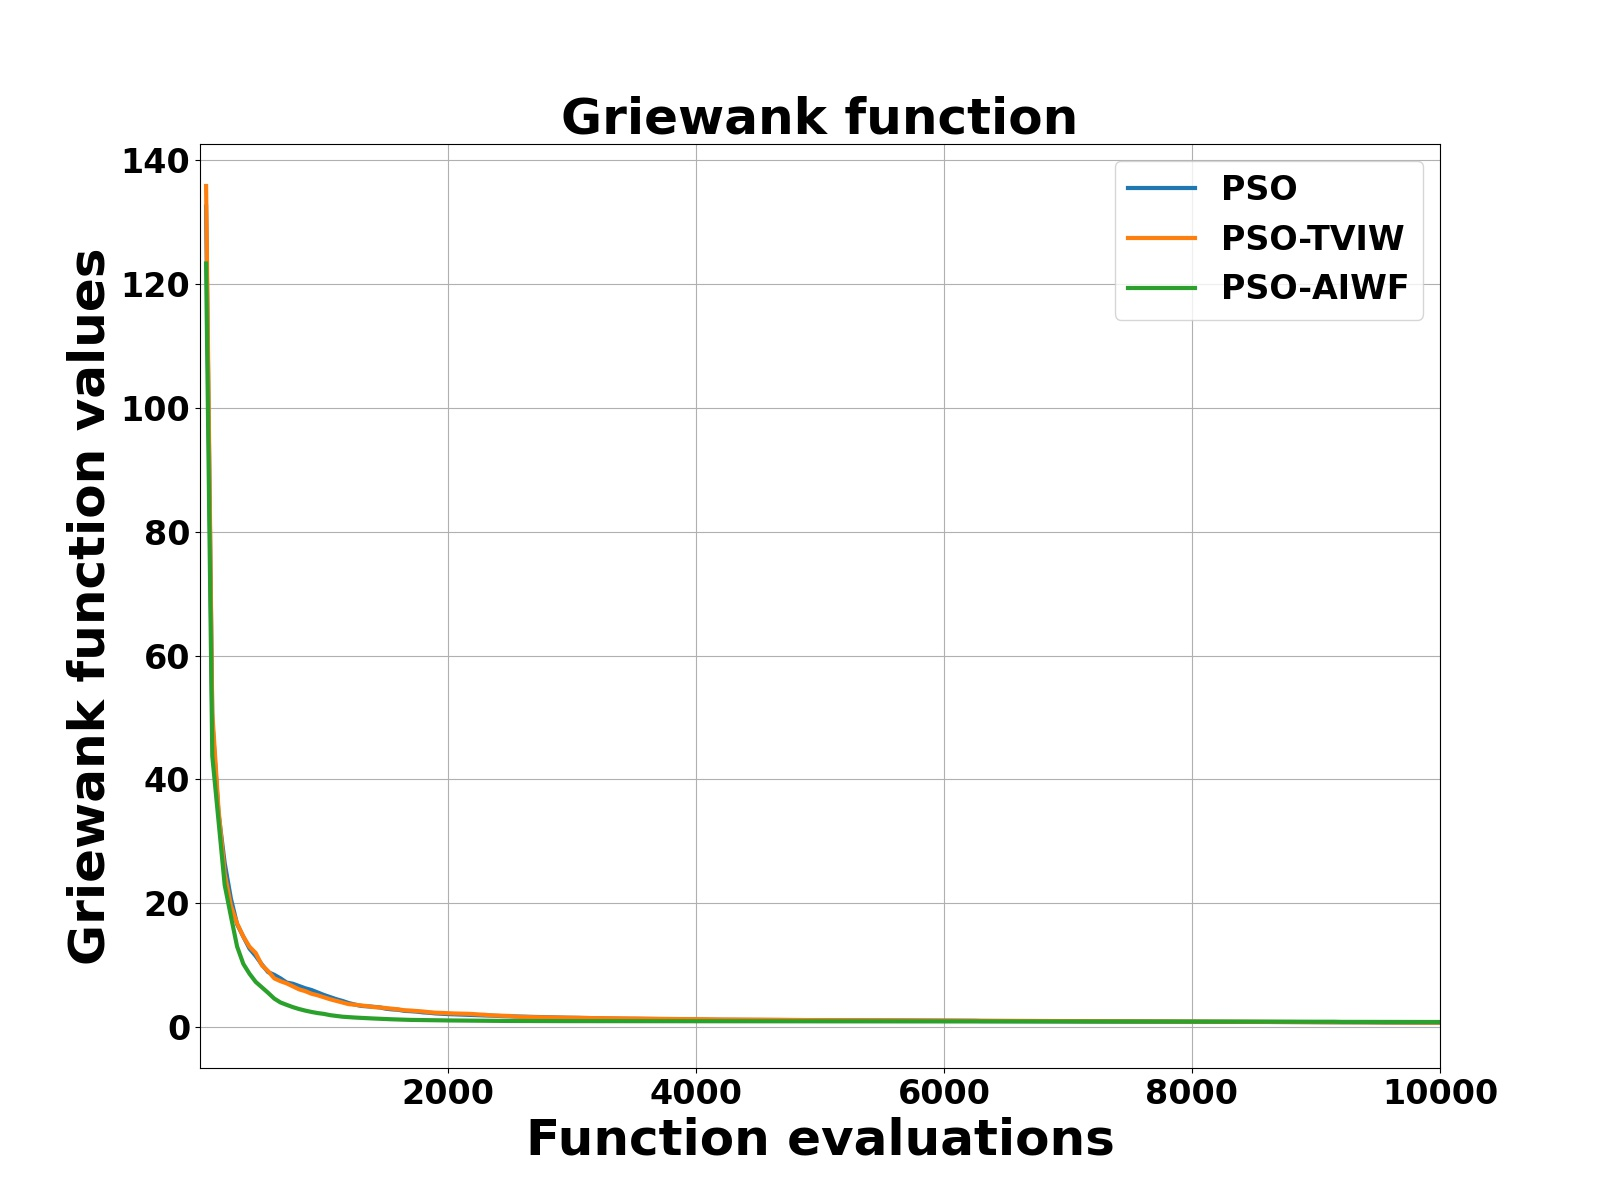 Griewank function
Griewank function values
140
120
100
80
60
40
20
0
PSO
PSO-TVIW
PSO-AIWF
2000
4000
6000
8000
10000
Function evaluations